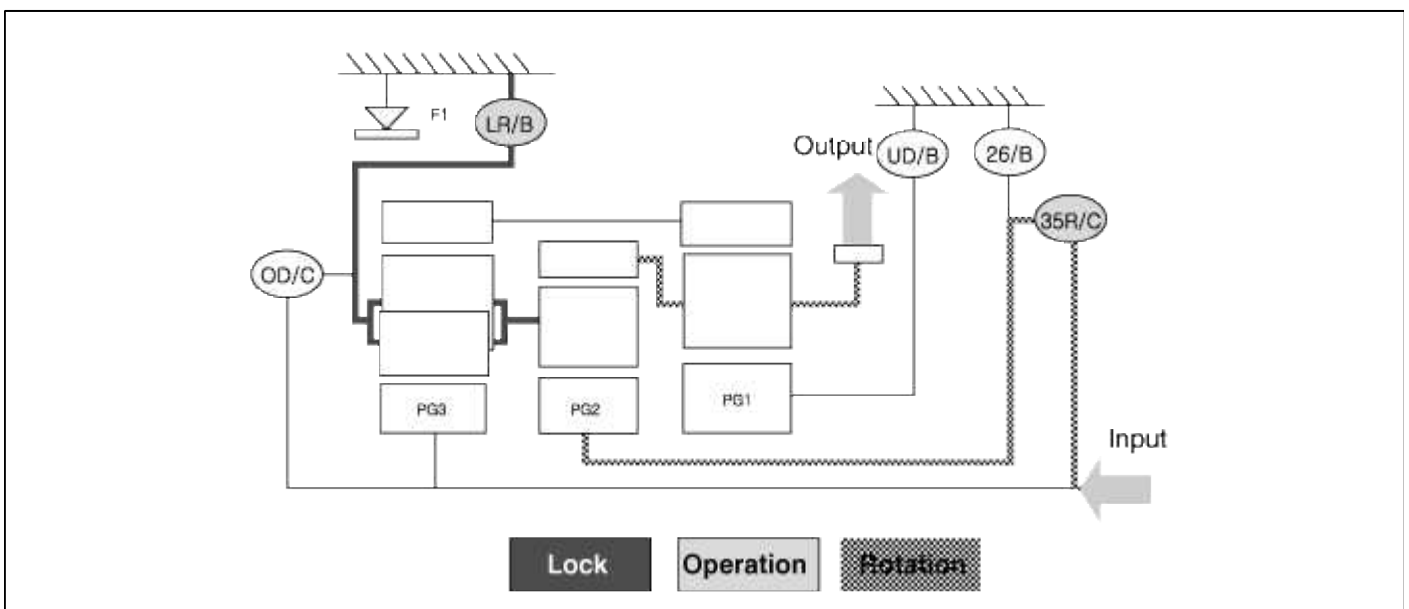 F1
LR/B
Output
UD/B
26/B
35R/C
OD/C
PG3
PG2
PG1
Input
Lock
Operation
Rotation